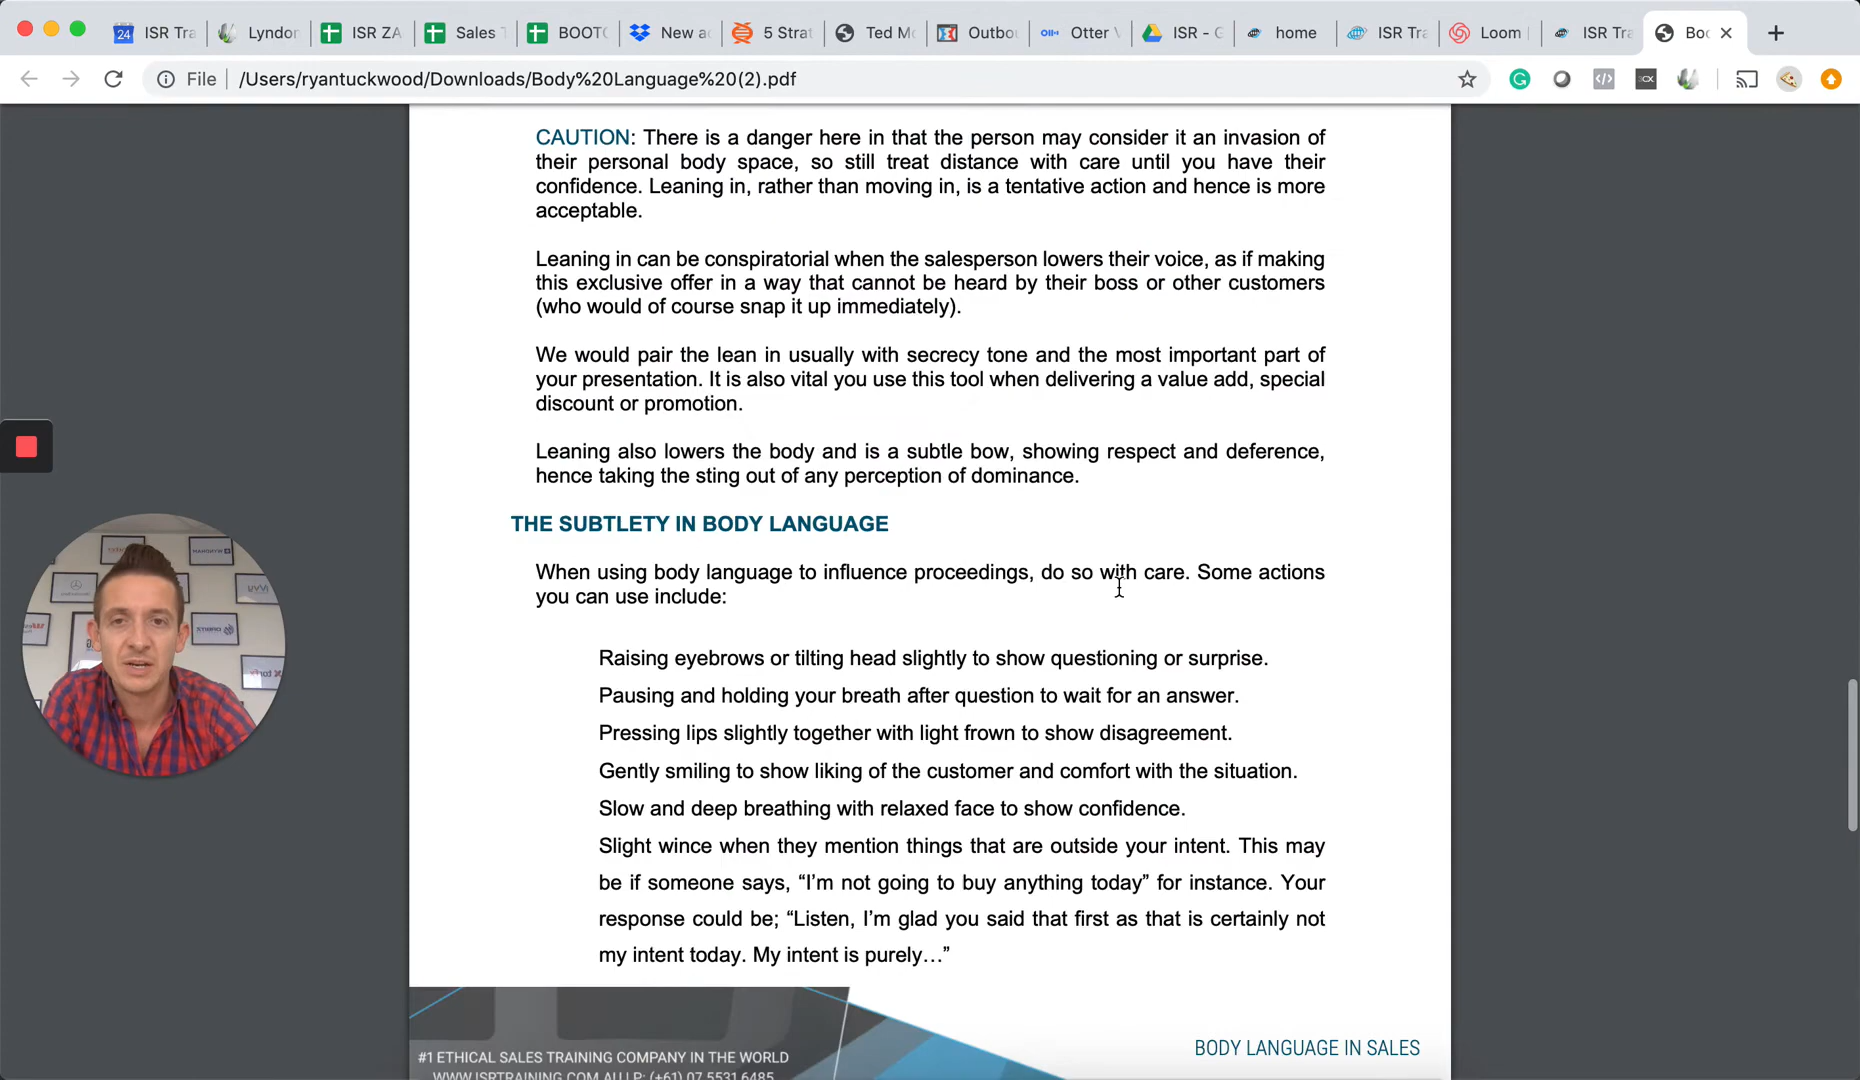 24 ISR Tra
Lyndon
ISR ZA
Sales T
BOOTC
New a
5 Strat
Ted Mo
Outbo
Otter V
ISR - G
home
ISR Tra
Loom
ISR Tra
Boc
File
/Users/ryantuckwood/Downloads/Body%20Language%20(2).pdf
CAUTION: There is a danger here in that the person may consider it an invasion of
their personal body space, so still treat distance with care until you have their
confidence. Leaning in, rather than moving in, is a tentative action and hence is more
acceptable.
Leaning in can be conspiratorial when the salesperson lowers their voice, as if making
this exclusive offer in a way that cannot be heard by their boss or other customers
(who would of course snap it up immediately).
We would pair the lean in usually with secrecy tone and the most important part of
your presentation. It is also vital you use this tool when delivering a value add, special
discount or promotion.
Leaning also lowers the body and is a subtle bow, showing respect and deference,
hence taking the sting out of any perception of dominance.
THE SUBTLETY IN BODY LANGUAGE
When using body language to influence proceedings, do so with care. Some actions
you can use include:
Raising eyebrows or tilting head slightly to show questioning or surprise.
Pausing and holding your breath after question to wait for an answer.
Pressing lips slightly together with light frown to show disagreement.
Gently smiling to show liking of the customer and comfort with the situation.
Slow and deep breathing with relaxed face to show confidence.
Slight wince when they mention things that are outside your intent. This may
be if someone says, “I’m not going to buy anything today” for instance. Your
response could be; “Listen, I’m glad you said that first as that is certainly not
my intent today. My intent is purely…”
#1 ETHICAL SALES TRAINING COMPANY IN THE WORLD
WWW.ISRTRAINING.COM.AU | P: (+61) 07 5531 6485
BODY LANGUAGE IN SALES